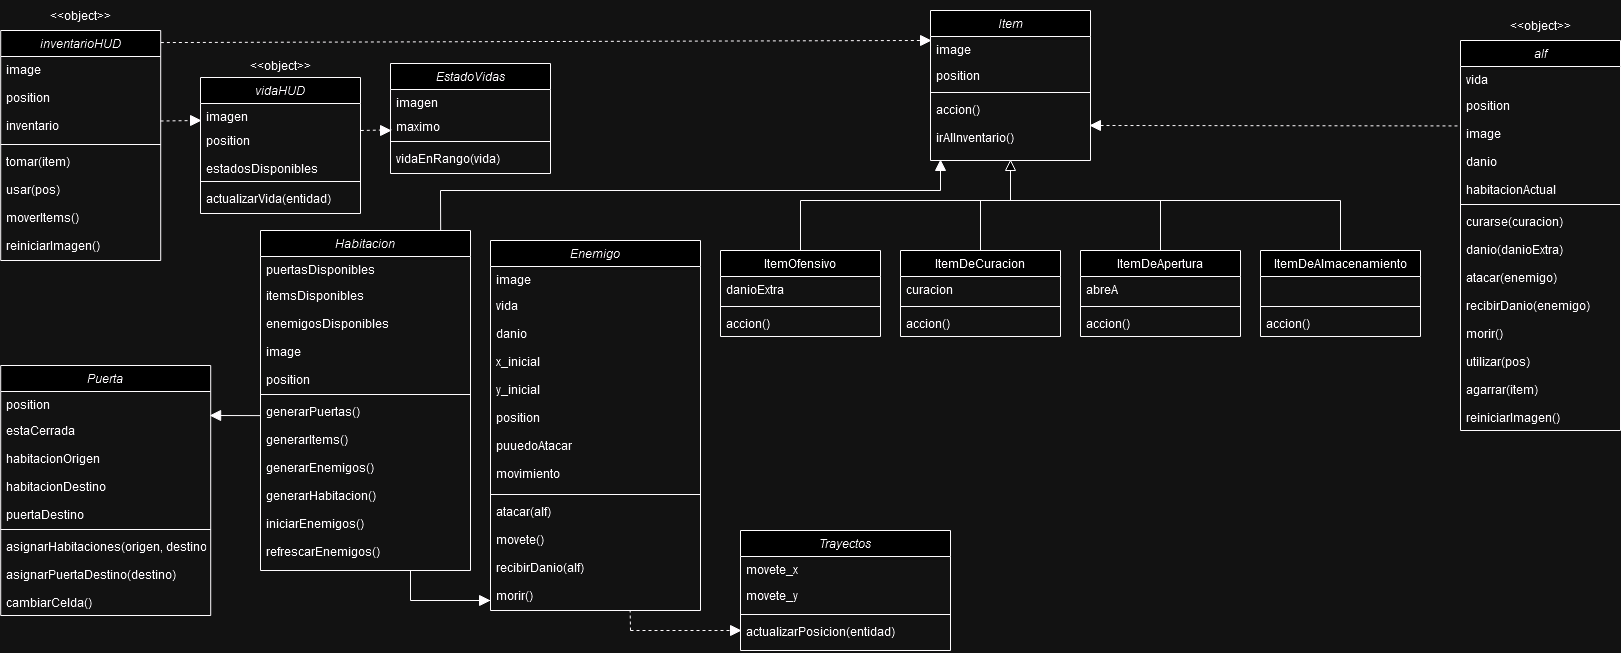 <<object>>
inventarioHUD
image
position
inventario
tomar(item)
usar(pos)
moverItems()
reiniciarImagen()
<<object>>
vidaHUD
imagen
position
estadosDisponibles
actualizarVida(entidad)
EstadoVidas
imagen
maximo
vidaEnRango(vida)
Item
image
position
accion()
irAlInventario()
<<object>>
alf
vida
position
image
danio
habitacionActual
curarse(curacion)
danio(danioExtra)
atacar(enemigo)
recibirDanio(enemigo)
morir()
utilizar(pos)
agarrar(item)
reiniciarImagen()
Habitacion
puertasDisponibles
itemsDisponibles
enemigosDisponibles
image
position
generarPuertas()
generarItems()
generarEnemigos()
generarHabitacion()
iniciarEnemigos()
refrescarEnemigos()
Enemigo
image
vida
danio
x_inicial
y_inicial
position
puuedoAtacar
movimiento
atacar(alf)
movete()
recibirDanio(alf)
morir()
ItemOfensivo
danioExtra
accion()
ItemDeCuracion
curacion
accion()
ItemDeApertura
abreA
accion()
ItemDeAlmacenamiento
accion()
Puerta
position
estaCerrada
habitacionOrigen
habitacionDestino
puertaDestino
asignarHabitaciones(origen, destino
asignarPuertaDestino(destino)
cambiarCelda()
Trayectos
movete_x
movete_y
actualizarPosicion(entidad)